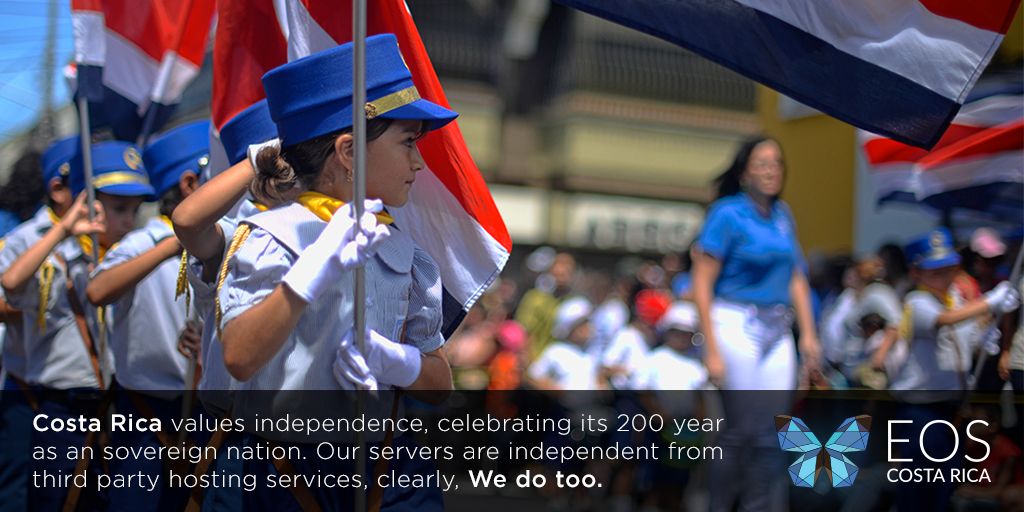 Costa Rica values independence, celebrating its 200 year
as an sovereign nation. Our servers are independent from
third party hosting services, clearly, We do too.
EOS
COSTA RICA